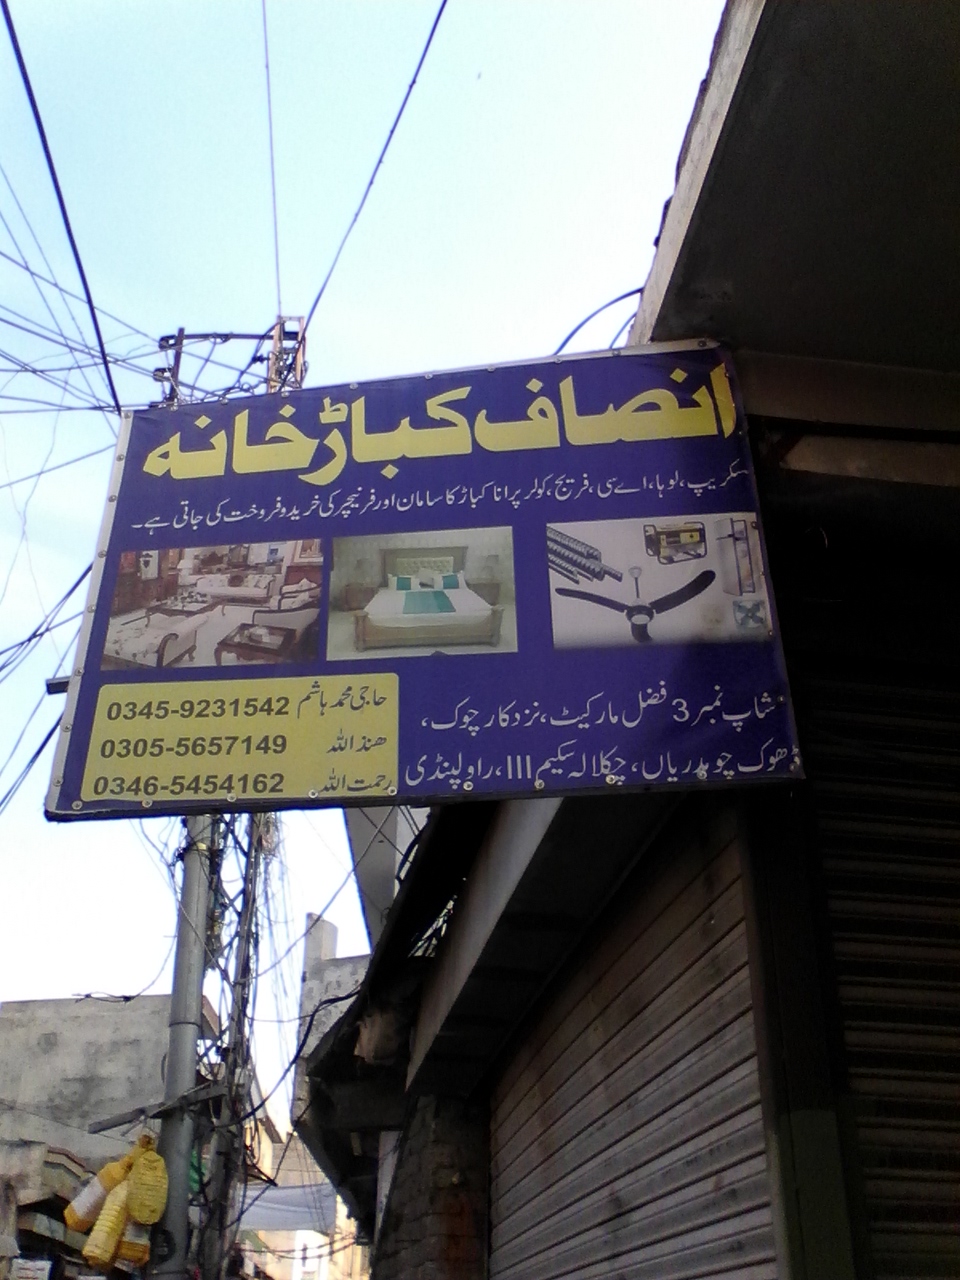 انصاف کباڑ خانہ
سکریپ، لوہا، اے سی، فریج، کولر پرانا کباڑ کا سامان اور فرنیچر کی خرید و فروخت کی جاتی ہے۔
شاپ نمبر 3 فضل مارکیٹ، نزد کار چوک،
ڈھوک چوہدریاں، چکلالہ سکیم III، راولپنڈی
حاجی محمد ہاشم 0345-9231542
ھنذ اللہ 0305-5657149
رحمت اللہ 0346-5454162